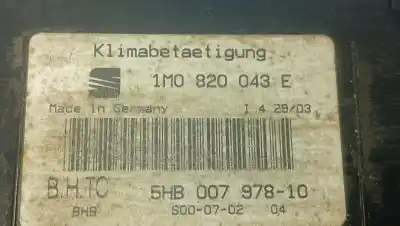 Klimabetaetigung
1M0 820 043 E
Made in Germany I 4 28/03
B.H.TC 5HB 007 978-10
BHB S00-07-02 04